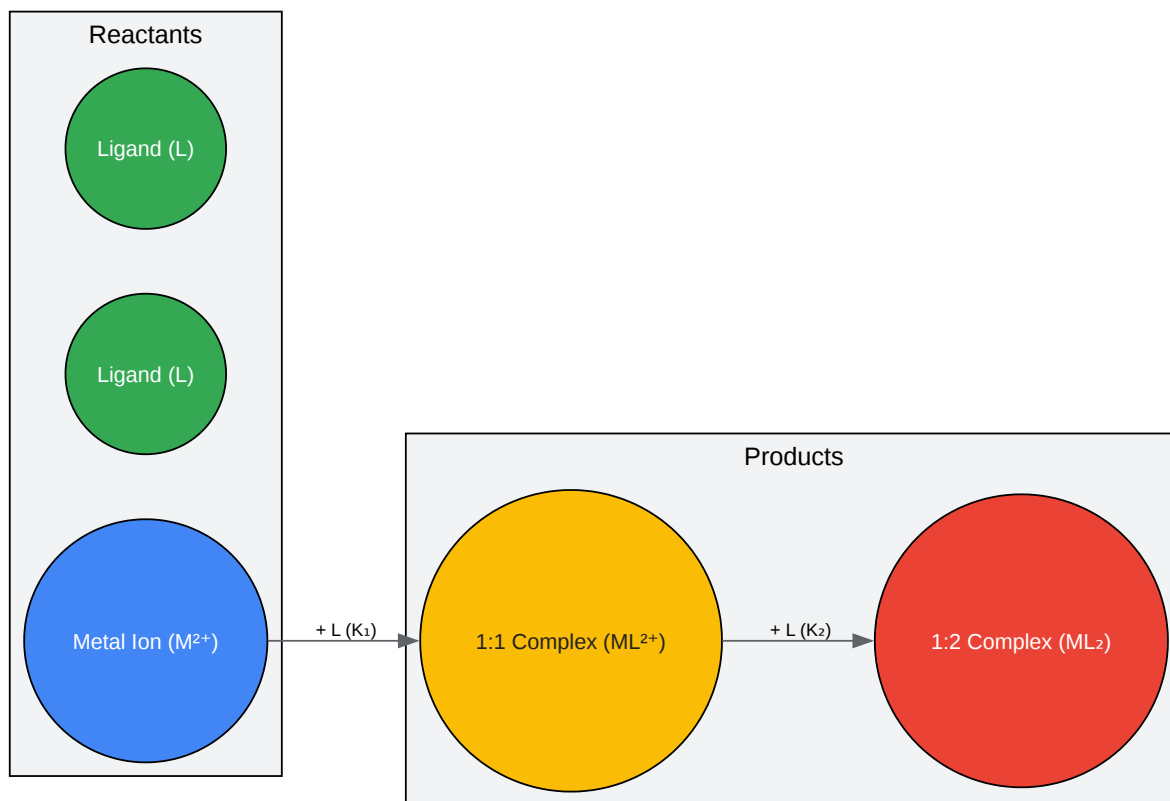 Reactants
Ligand (L)
Ligand (L)
Metal Ion (M²⁺)
+ L (K₁)
Products
1:1 Complex (ML²⁺)
+ L (K₂)
1:2 Complex (ML₂)